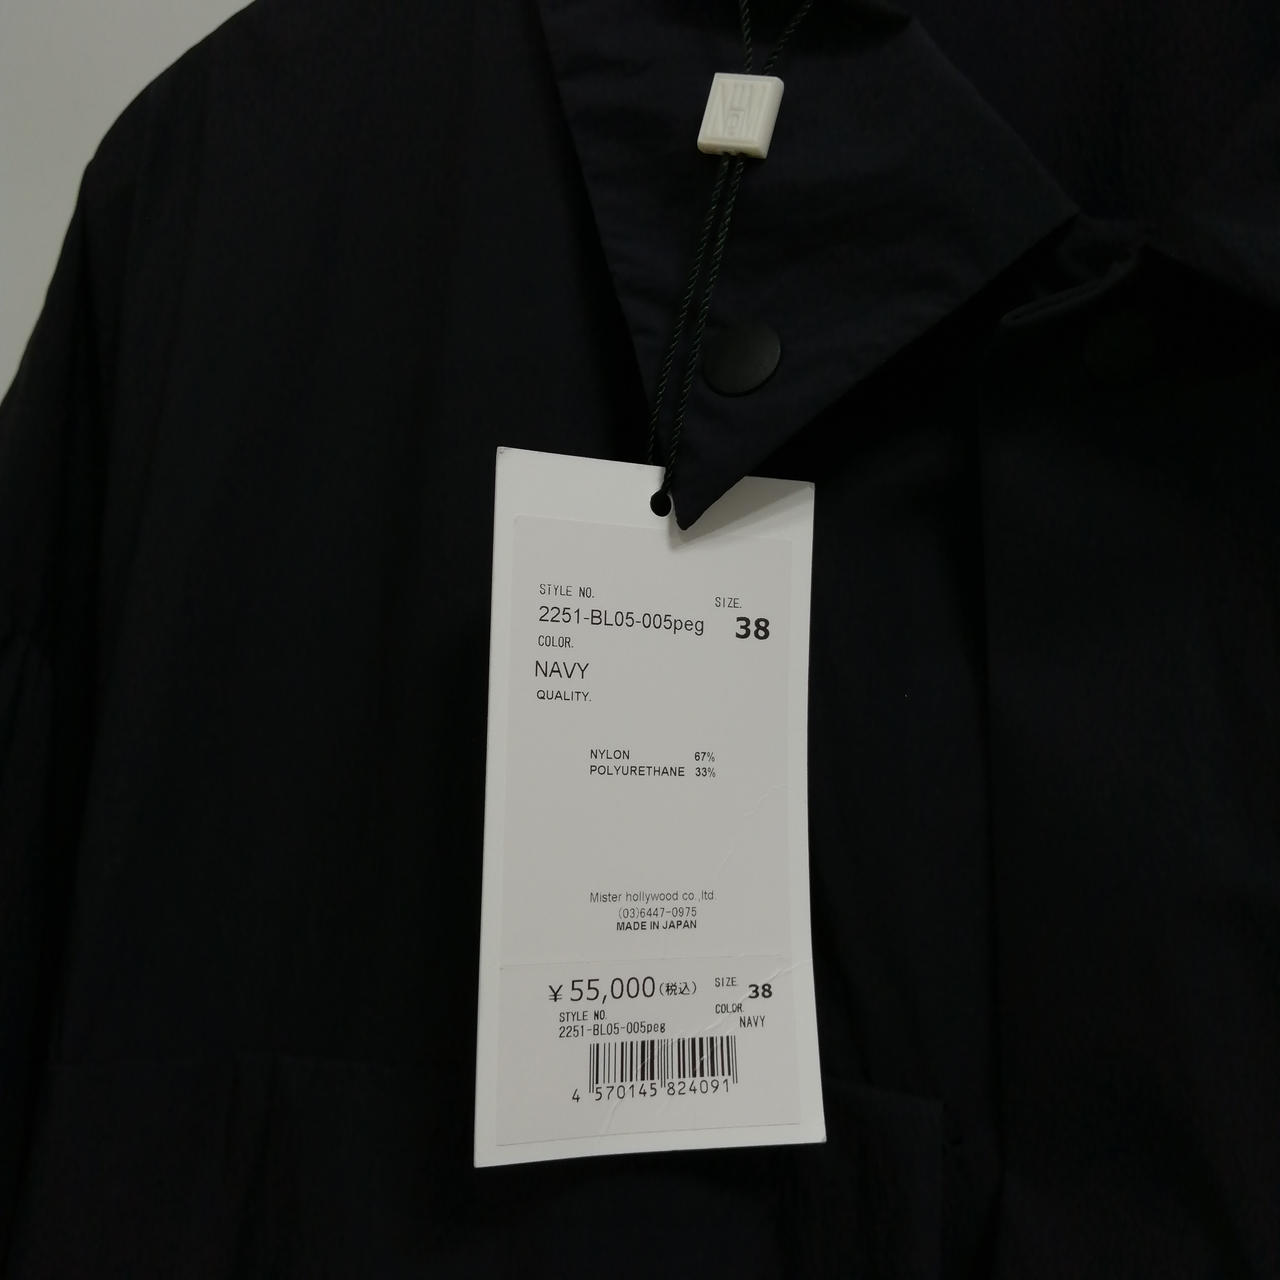 STYLE NO.
SIZE.
2251-BL05-005peg
38
COLOR.
NAVY
QUALITY.
NYLON 67%
POLYURETHANE 33%
Mister hollywood co.,ltd.
(03)6447-0975
MADE IN JAPAN
¥ 55,000(税込)
SIZE. 38
STYLE NO.
COLOR.
2251-BL05-005peg
NAVY
4 570145 824091